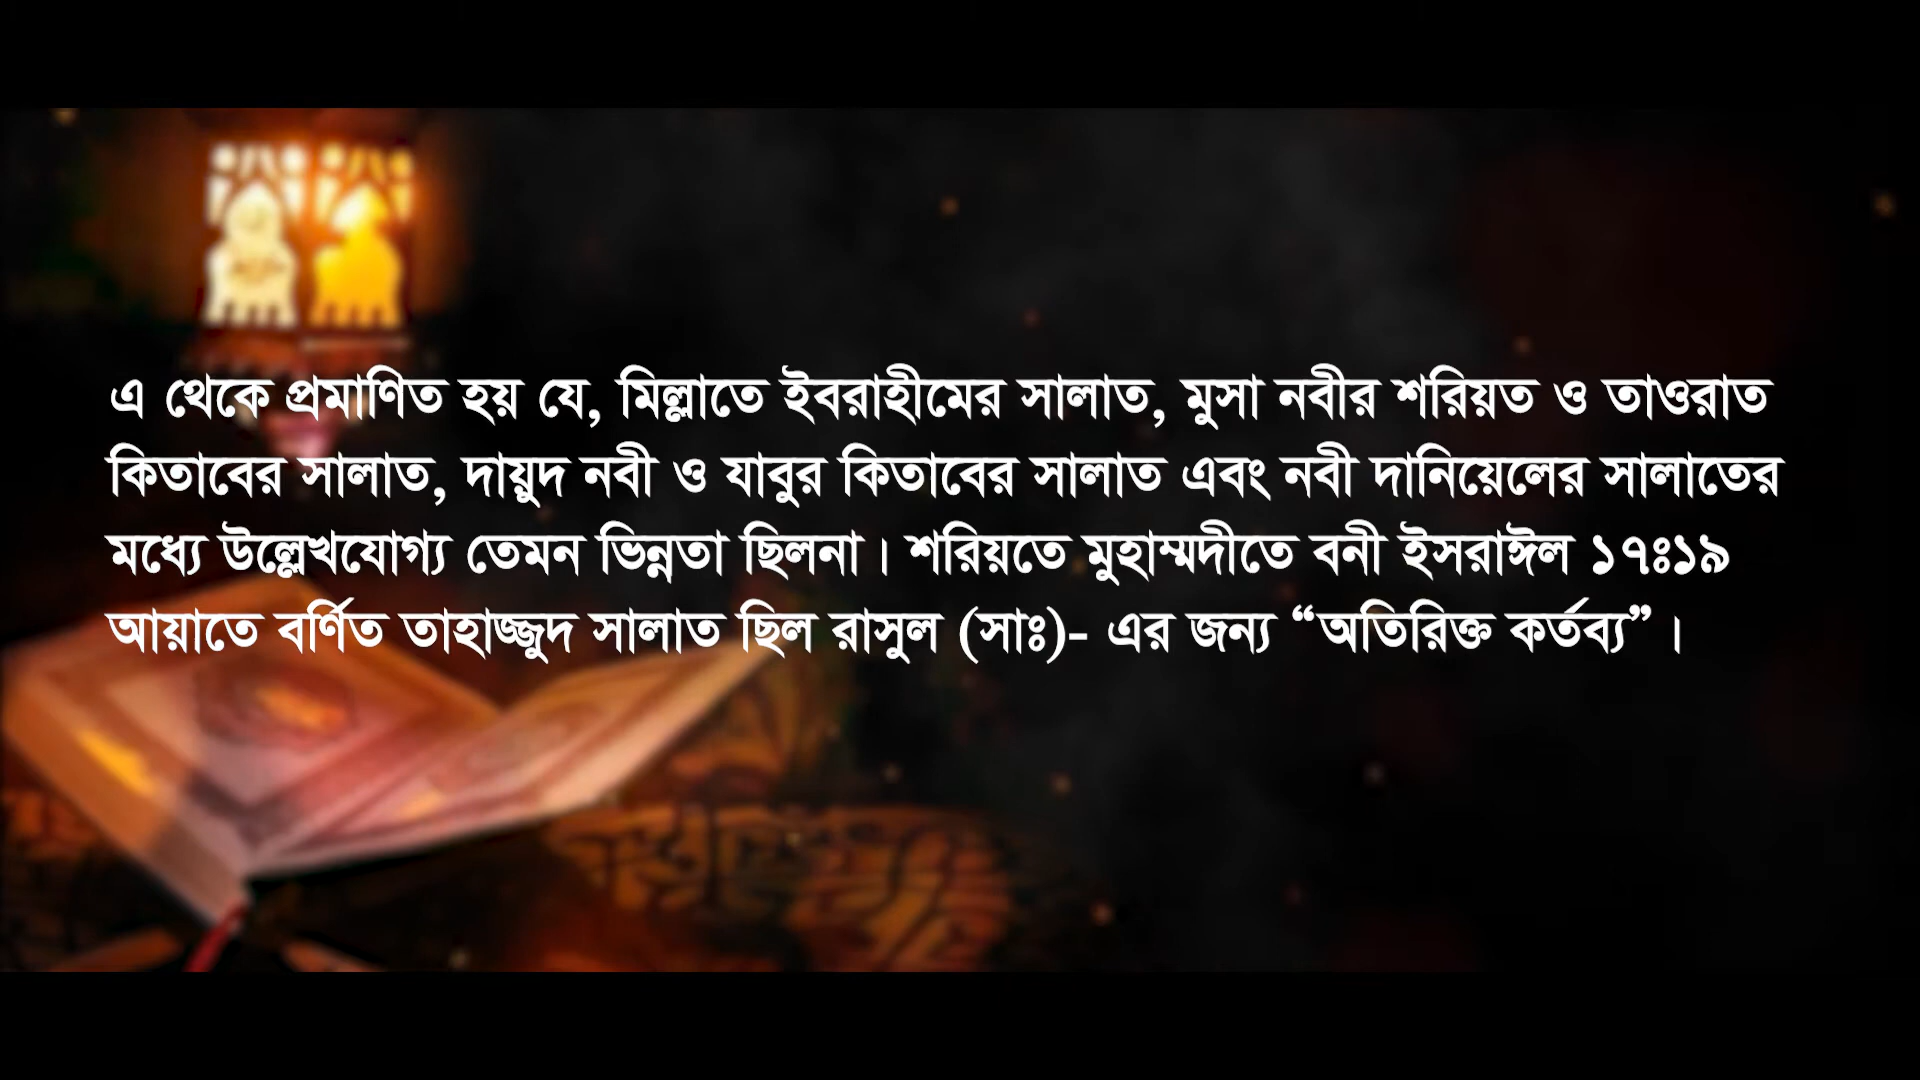 এ থেকে প্রমাণিত হয় যে, মিল্লাতে ইবরাহীমের সালাত, মুসা নবীর শরিয়ত ও তাওরাত
কিতাবের সালাত, দায়ুদ নবী ও যাবুর কিতাবের সালাত এবং নবী দানিয়েলের সালাতের
মধ্যে উল্লেখযোগ্য তেমন ভিন্নতা ছিলনা। শরিয়তে মুহাম্মদীতে বনী ইসরাঈল ১৭ঃ১৯
আয়াতে বর্ণিত তাহাজ্জুদ সালাত ছিল রাসুল (সাঃ)- এর জন্য “অতিরিক্ত কর্তব্য”।